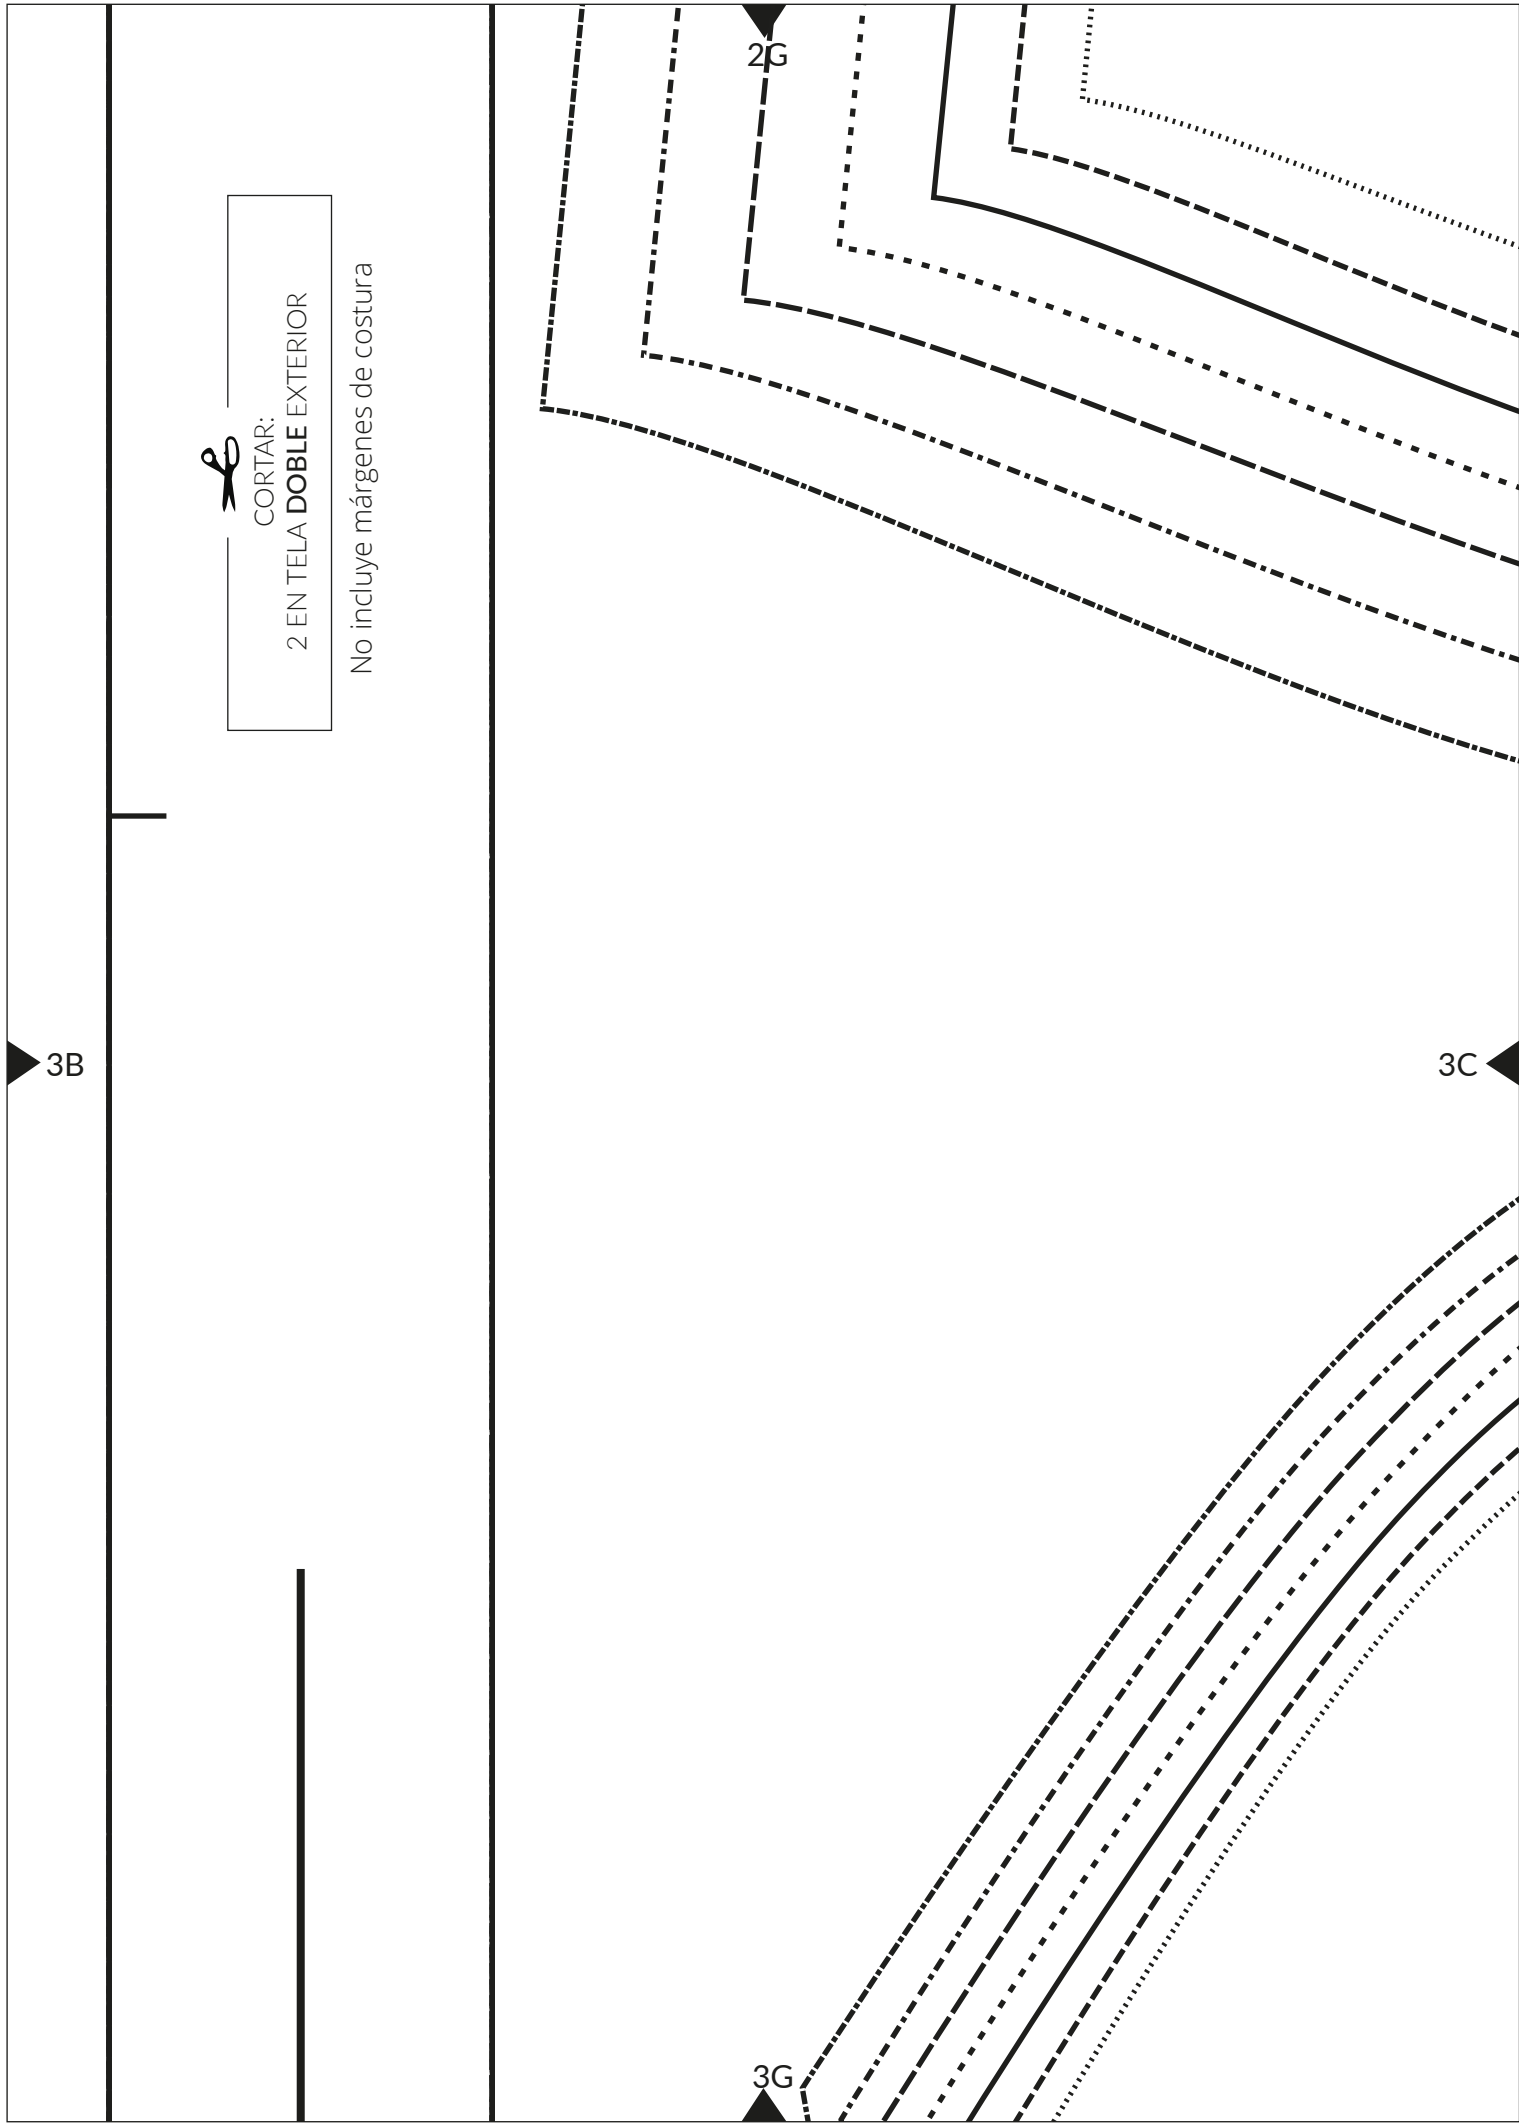 2G
CORTAR:
2 EN TELA DOBLE EXTERIOR
No incluye márgenes de costura
3B
3C
3G